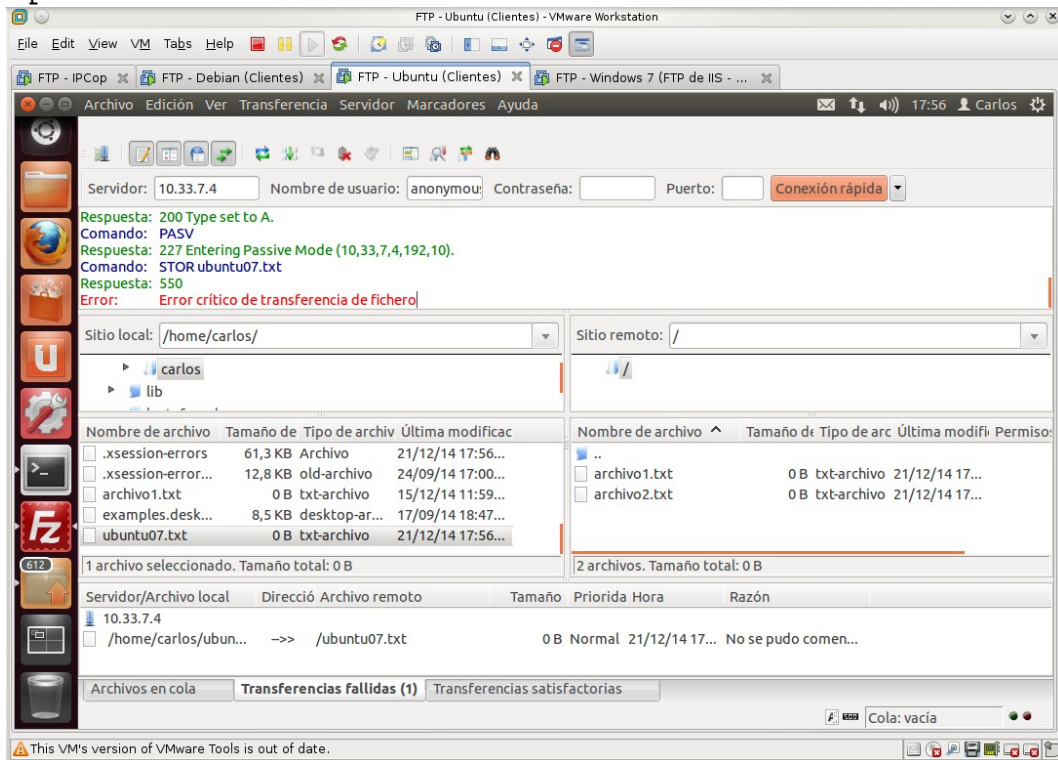 FTP - Ubuntu (Clientes) - VMware Workstation
File Edit View VM Tabs Help
FTP - IPCop FTP - Debian (Clientes) FTP - Ubuntu (Clientes) FTP - Windows 7 (FTP de IIS - ...
Archivo Edición Ver Transferencia Servidor Marcadores Ayuda 17:56 Carlos
Servidor: 10.33.7.4 Nombre de usuario: anonymou Contraseña: Puerto: Conexión rápida
Respuesta: 200 Type set to A.
Comando: PASV
Respuesta: 227 Entering Passive Mode (10,33,7,4,192,10).
Comando: STOR ubuntu07.txt
Respuesta: 550
Error: Error crítico de transferencia de fichero
Sitio local: /home/carlos/ Sitio remoto: /
carlos /
lib
Nombre de archivo Tamaño de Tipo de archiv Última modificac Nombre de archivo Tamaño de Tipo de arc Última modifi Permiso
.xsession-errors 61,3 KB Archivo 21/12/14 17:56... ..
.xsession-error... 12,8 KB old-archivo 24/09/14 17:00... archivo1.txt 0 B txt-archivo 21/12/14 17...
archivo1.txt 0 B txt-archivo 15/12/14 11:59... archivo2.txt 0 B txt-archivo 21/12/14 17...
examples.desk... 8,5 KB desktop-ar... 17/09/14 18:47...
ubuntu07.txt 0 B txt-archivo 21/12/14 17:56...
1 archivo seleccionado. Tamaño total: 0 B 2 archivos. Tamaño total: 0 B
612
Servidor/Archivo local Direcció Archivo remoto Tamaño Priorida Hora Razón
10.33.7.4
/home/carlos/ubun... -->> /ubuntu07.txt 0 B Normal 21/12/14 17... No se pudo comen...
Archivos en cola Transferencias fallidas (1) Transferencias satisfactorias
Cola: vacía
This VM's version of VMware Tools is out of date.